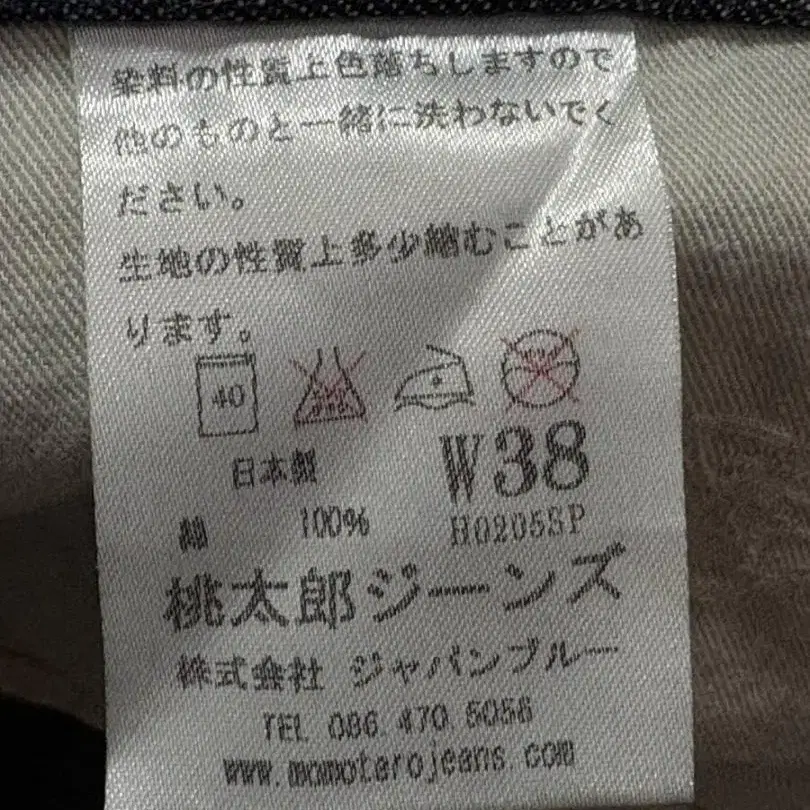 染料の性質上色落ちしますので
他のものと一緒に洗わないでく
ださい。
生地の性質上多少縮むことがあ
ります。
40
日本製
W38
綿 100%
H0205SP
桃太郎ジーンズ
株式会社 ジャパンブルー
TEL 086.470.5056
www.momotarojeans.com